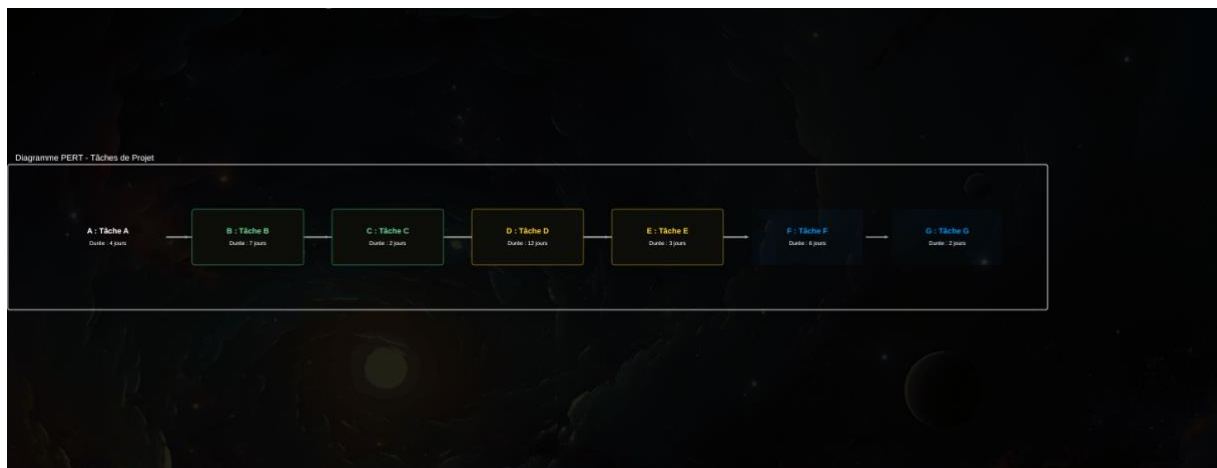 Diagramme PERT - Tâches de Projet
A : Tâche A
Durée : 4 jours
B : Tâche B
Durée : 7 jours
C : Tâche C
Durée : 2 jours
D : Tâche D
Durée : 12 jours
E : Tâche E
Durée : 3 jours
F : Tâche F
Durée : 6 jours
G : Tâche G
Durée : 2 jours